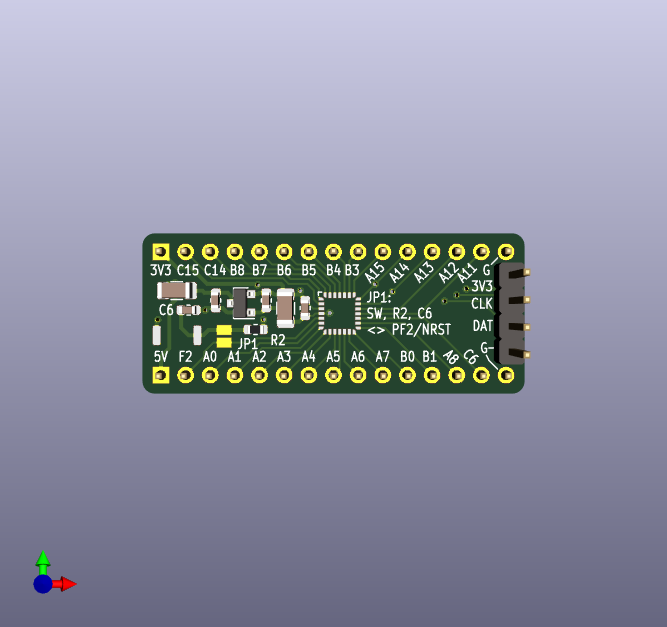 3V3 C15 C14 B8 B7 B6 B5 B4 B3 A15 A14 A13 A12 A11 G
3V3
CLK
DAT
G
JP1:
SW, R2, C6
<> PF2/NRST
C6
JP1
R2
5V F2 A0 A1 A2 A3 A4 A5 A6 A7 B0 B1 A8 C6